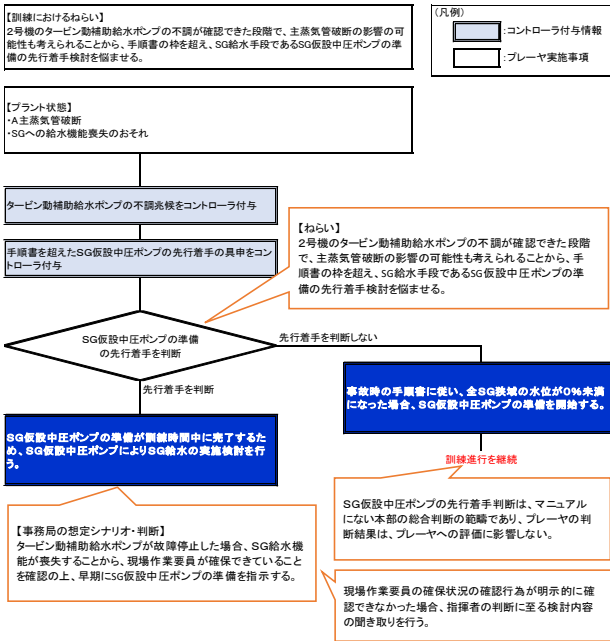 【訓練におけるねらい】
2号機のタービン動補助給水ポンプの不調が確認できた段階で、主蒸気管破断の影響の可
能性も考えられることから、手順書の枠を超え、SG給水手段であるSG仮設中圧ポンプの準
備の先行着手検討を悩ませる。
(凡例)
:コントローラ付与情報
:プレーヤ実施事項
【プラント状態】
・A主蒸気管破断
・SGへの給水機能喪失のおそれ
タービン動補助給水ポンプの不調兆候をコントローラ付与
手順書を超えたSG仮設中圧ポンプの先行着手の具申をコ
ントローラ付与
【ねらい】
2号機のタービン動補助給水ポンプの不調が確認できた段階
で、主蒸気管破断の影響の可能性も考えられることから、手
順書の枠を超え、SG給水手段であるSG仮設中圧ポンプの準
備の先行着手検討を悩ませる。
SG仮設中圧ポンプの準備
の先行着手を判断
先行着手を判断しない
先行着手を判断
事故時の手順書に従い、全SG狭域の水位が0%未満
になった場合、SG仮設中圧ポンプの準備を開始する。
SG仮設中圧ポンプの準備が訓練時間中に完了するた
め、SG仮設中圧ポンプによりSG給水の実施検討を行
う。
訓練進行を継続
SG仮設中圧ポンプの先行着手判断は、マニュアル
にない本部の総合判断の範疇であり、プレーヤの判
断結果は、プレーヤへの評価に影響しない。
【事務局の想定シナリオ・判断】
タービン動補助給水ポンプが故障停止した場合、SG給水機
能が喪失することから、現場作業要員が確保できていること
を確認の上、早期にSG仮設中圧ポンプの準備を指示する。
現場作業要員の確保状況の確認行為が明示的に確
認できなかった場合、指揮者の判断に至る検討内容
の聞き取りを行う。